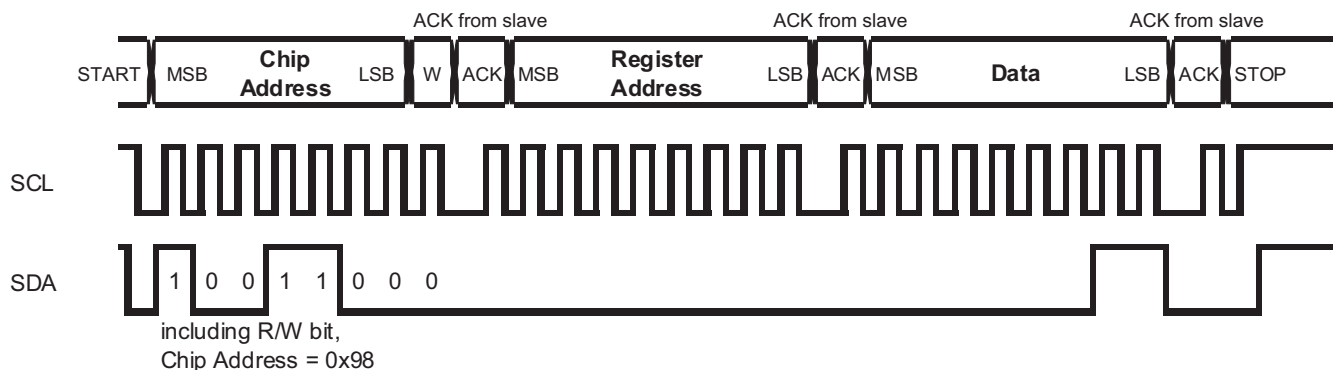 ACK from slave ACK from slave ACK from slave
START MSB Chip Address LSB W ACK MSB Register Address LSB ACK MSB Data LSB ACK STOP
SCL
SDA 1 0 0 1 1 0 0 0
including R/W bit,
Chip Address = 0x98